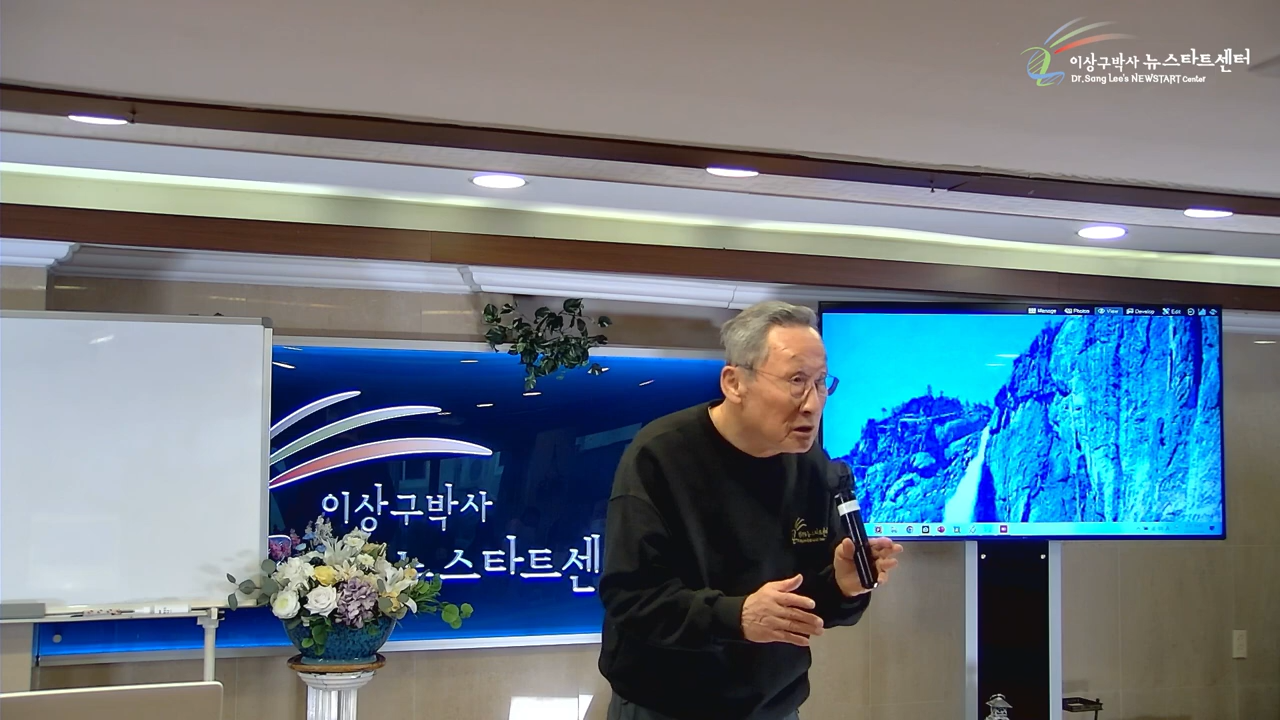 이상구박사 뉴스타트센터
Dr. Sang Lee's NEWSTART Center
Manage Photos View Develop Edit
이상구박사
뉴스타트센